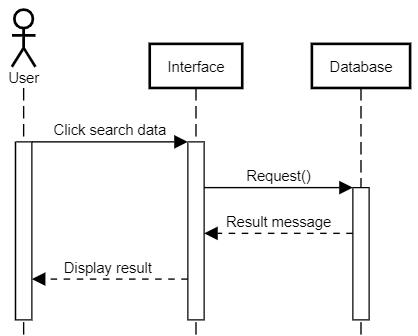 User
Interface
Database
Click search data
Request()
Result message
Display result